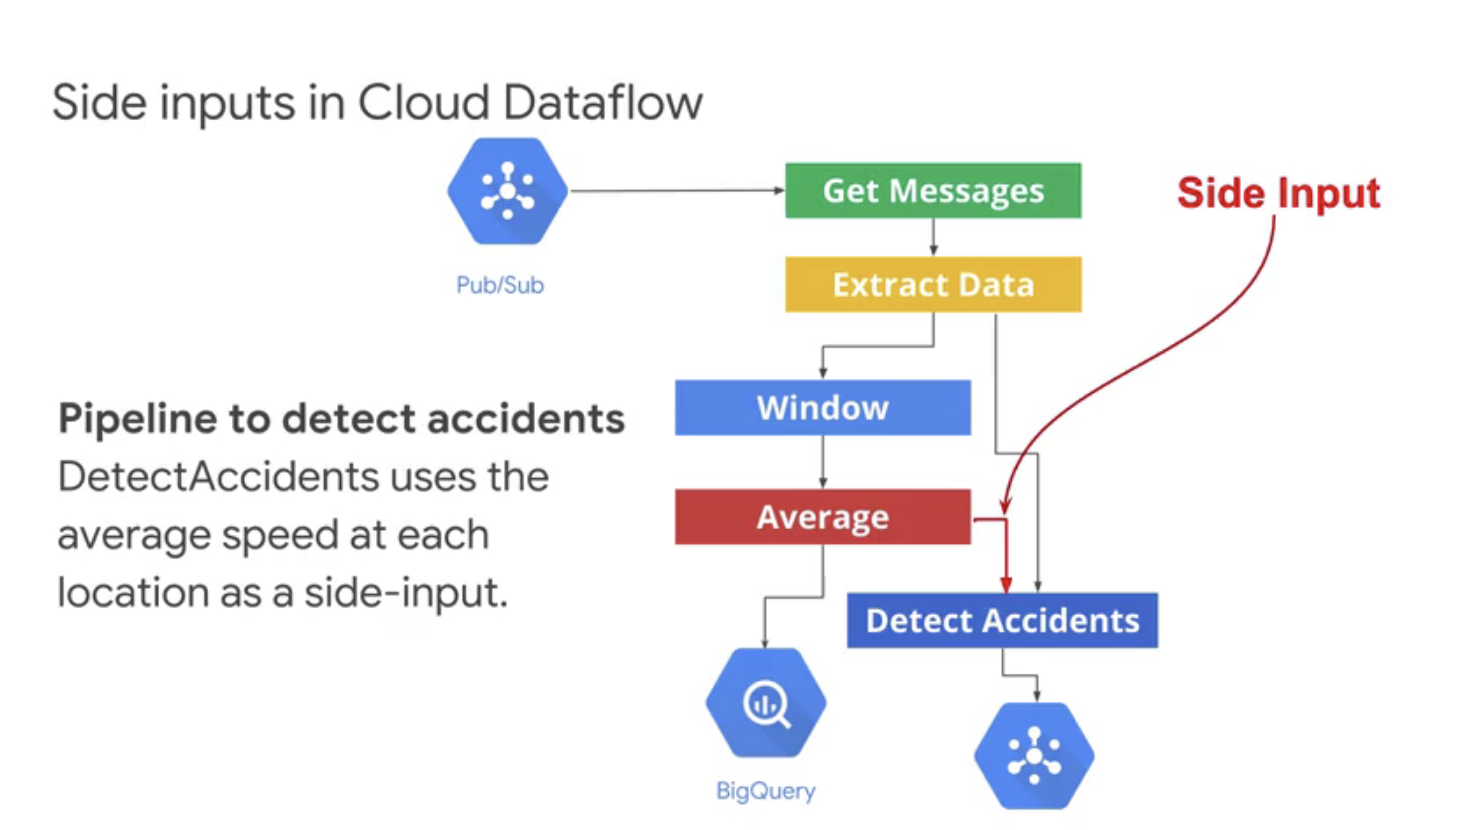 Side inputs in Cloud Dataflow
Get Messages
Side Input
Pub/Sub
Extract Data
Window
Pipeline to detect accidents
DetectAccidents uses the
average speed at each
location as a side-input.
Average
Detect Accidents
BigQuery